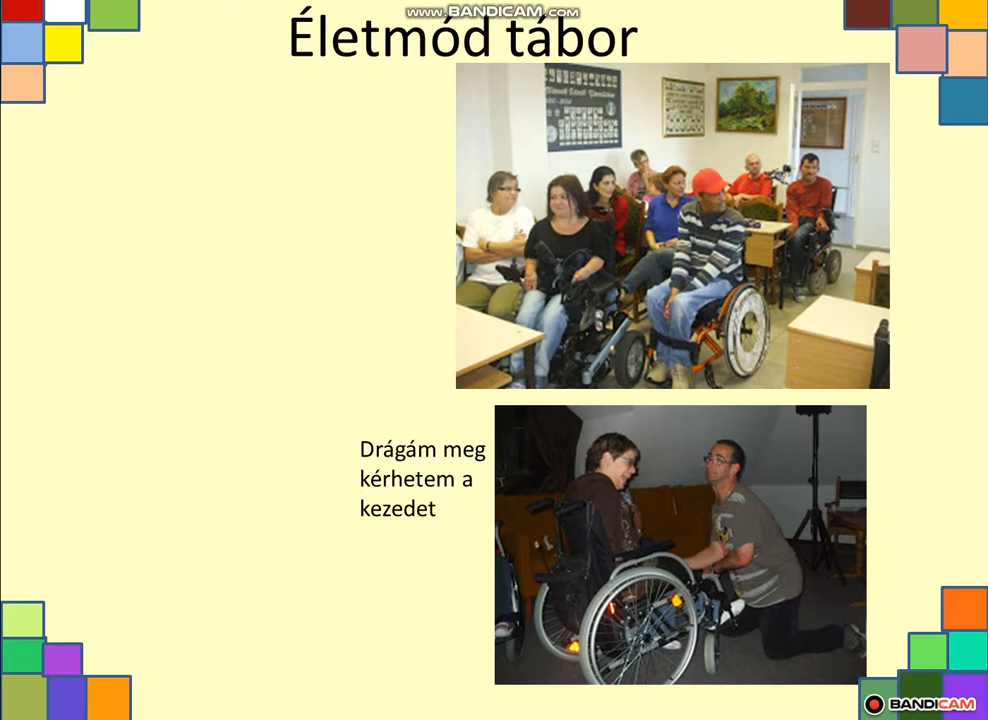 www.BANDICAM.com
Életmód tábor
Drágám meg
kérhetem a
kezedet
BANDICAM